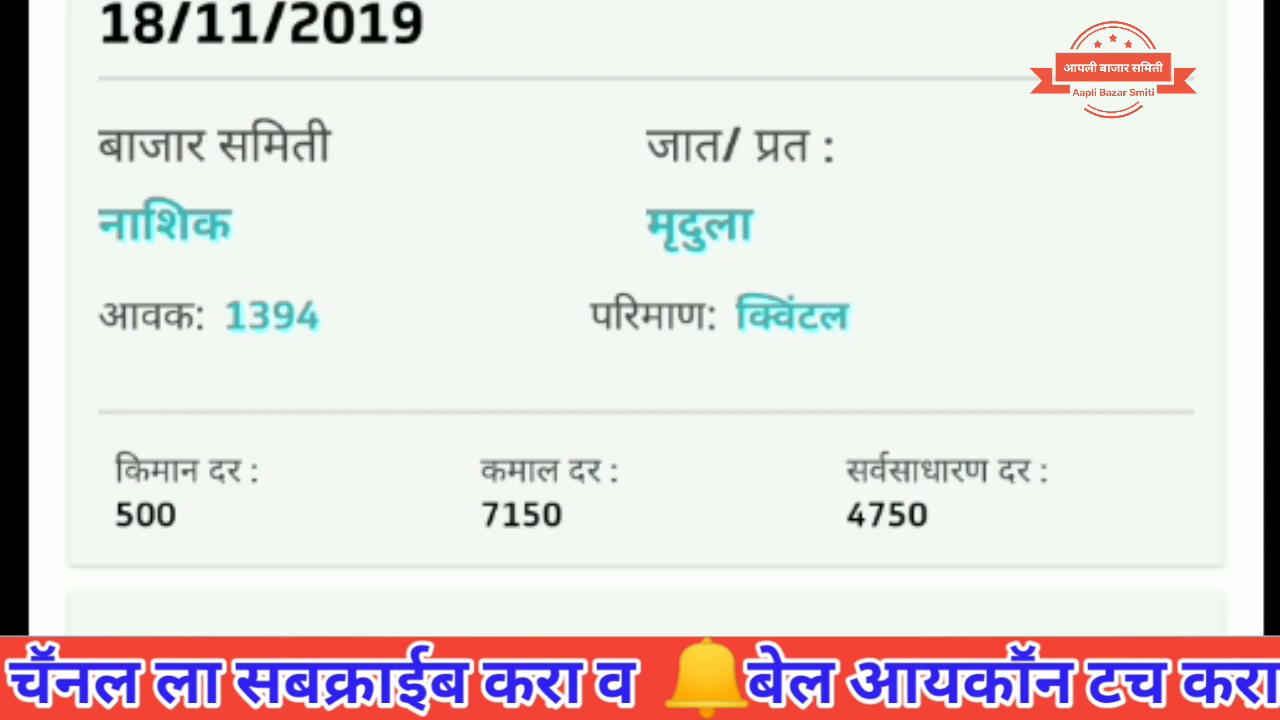 18/11/2019
आपली बाजार समिती
Aapli Bazar Smiti
बाजार समिती जात/ प्रत :
नाशिक मृदुला
आवक: 1394 परिमाण: क्विंटल
किमान दर : कमाल दर : सर्वसाधारण दर :
500 7150 4750
चॅंनल ला सबक्राईब करा व 🔔बेल आयकॉंन टच करा